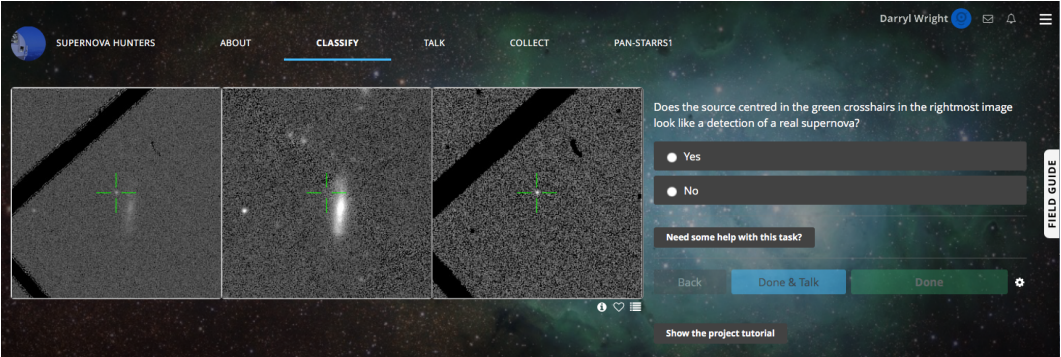 Darryl Wright
SUPERNOVA HUNTERS ABOUT CLASSIFY TALK COLLECT PAN-STARRS1
Does the source centred in the green crosshairs in the rightmost image
look like a detection of a real supernova?
Yes
No
FIELD GUIDE
Need some help with this task?
Back Done & Talk Done
Show the project tutorial